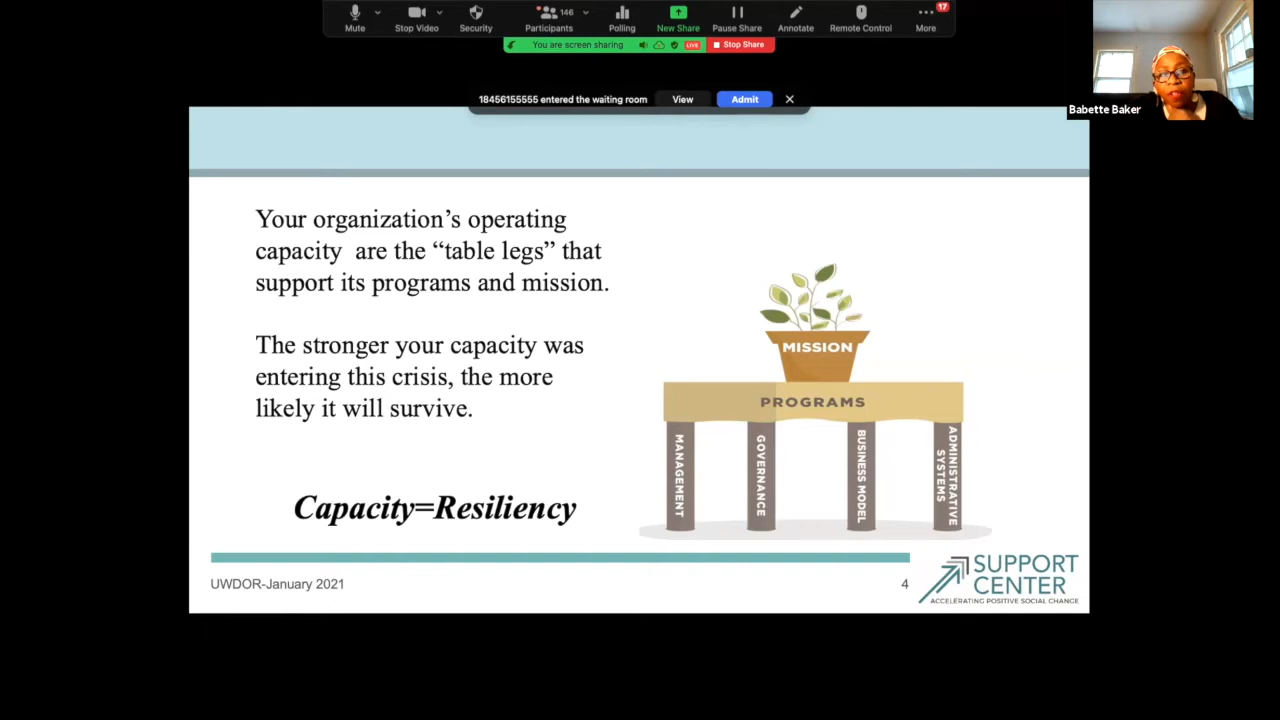 17
146
Mute
Stop Video
Security
Participants
Polling
New Share
Pause Share
Annotate
Remote Control
More
You are screen sharing
LIVE
Stop Share
18456155555 entered the waiting room
View
Admit
Babette Baker
Your organization’s operating
capacity are the “table legs” that
support its programs and mission.
The stronger your capacity was
entering this crisis, the more
likely it will survive.
Capacity=Resiliency
MISSION
PROGRAMS
MANAGEMENT
GOVERNANCE
BUSINESS MODEL
ADMINISTRATIVE
SYSTEMS
UWDOR-January 2021
4
SUPPORT
CENTER
ACCELERATING POSITIVE SOCIAL CHANGE